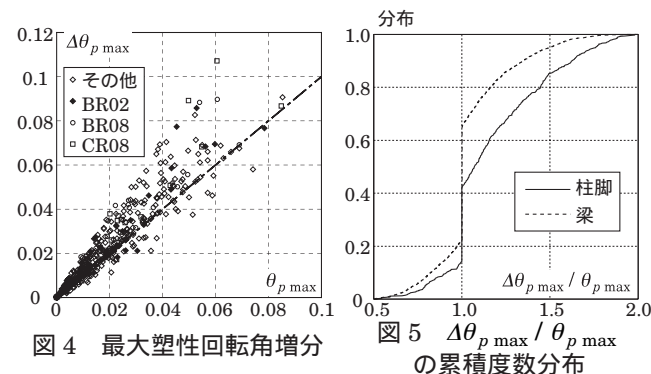 0.12
Δθp max
0.1
0.08
0.06
0.04
0.02
0
0
0.02
0.04
0.06
0.08
0.1
θp max
その他
BR02
BR08
CR08
図 4 最大塑性回転角増分
分布
1.0
0.8
0.6
0.4
0.2
0
0.5
1.0
1.5
2.0
柱脚
梁
Δθp max / θp max
図 5 Δθp max / θp max
の累積度数分布